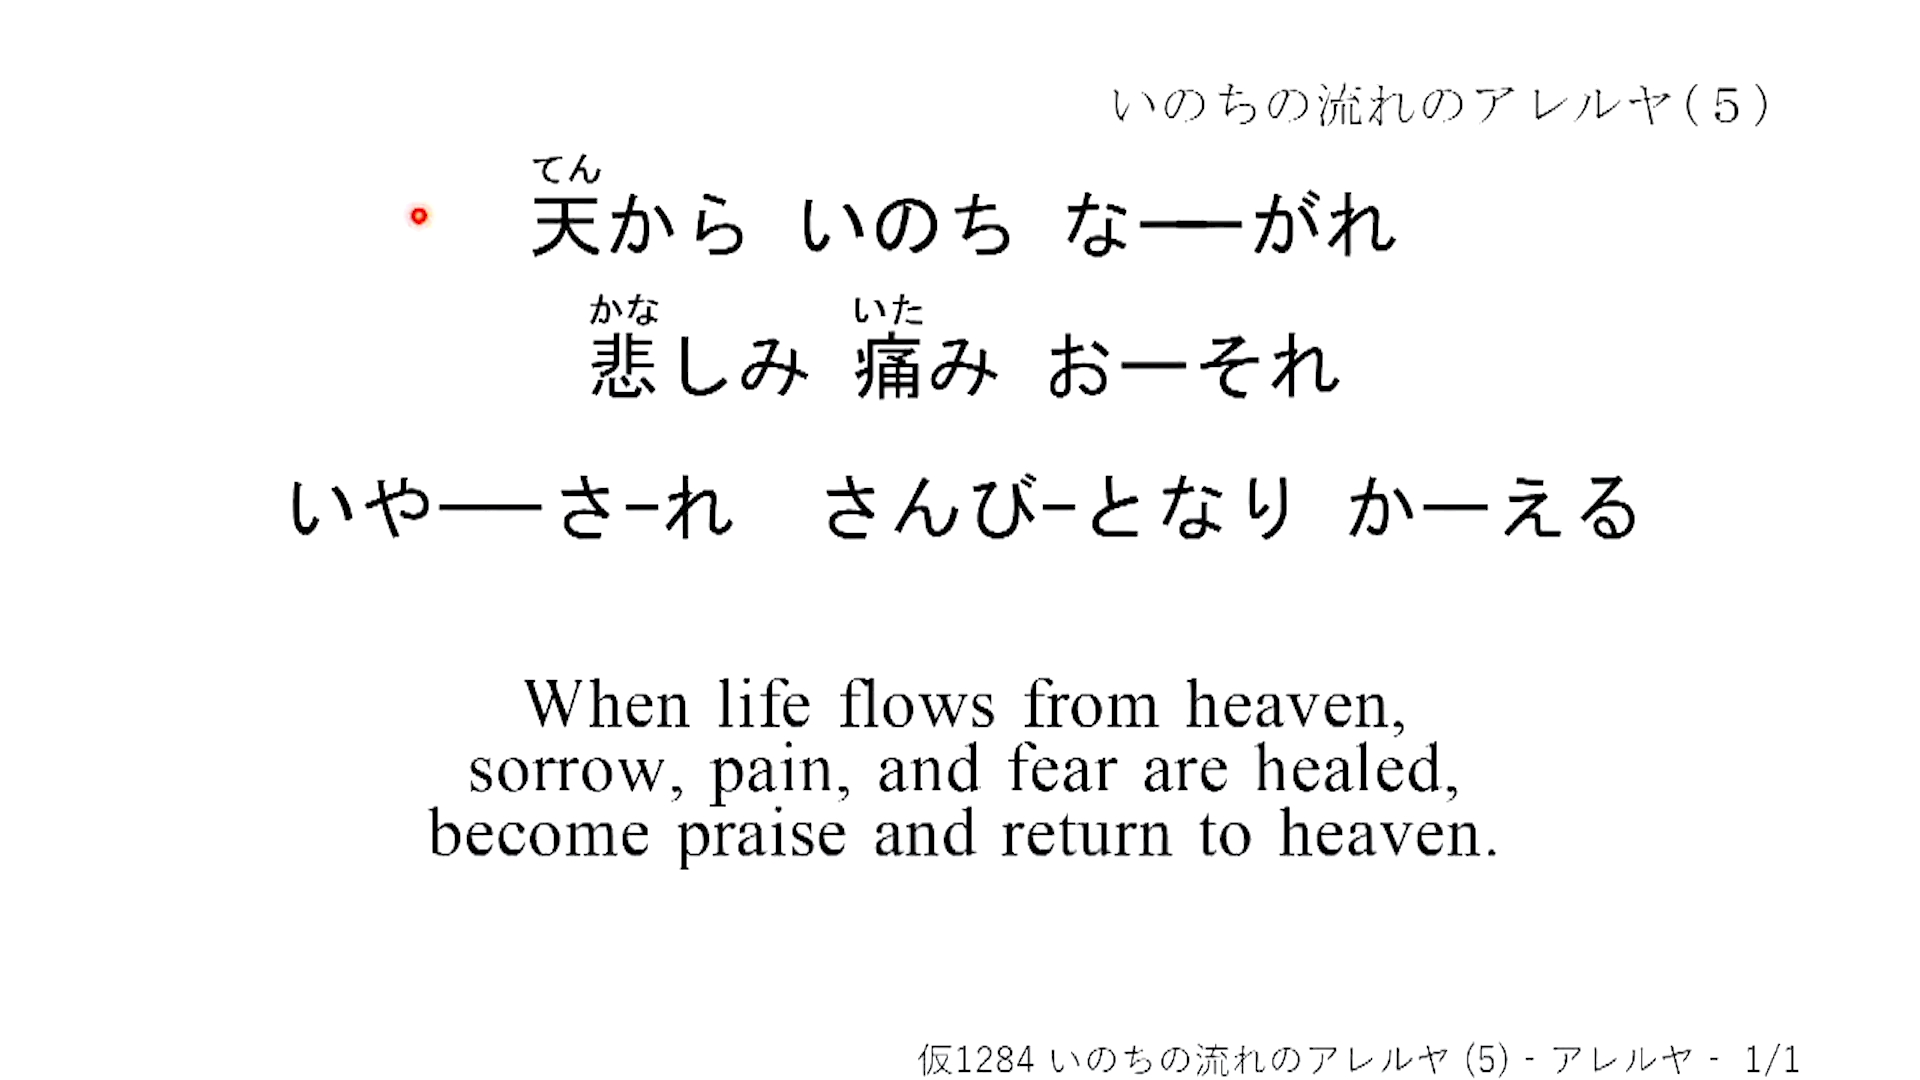 いのちの流れのアレルヤ(５)
てん
天から いのち な――がれ
かな いた
悲しみ 痛み お―それ
いや――さ-れ　さんび-となり か―える
When life flows from heaven,
sorrow, pain, and fear are healed,
become praise and return to heaven.
仮1284 いのちの流れのアレルヤ (5) - アレルヤ - 1/1